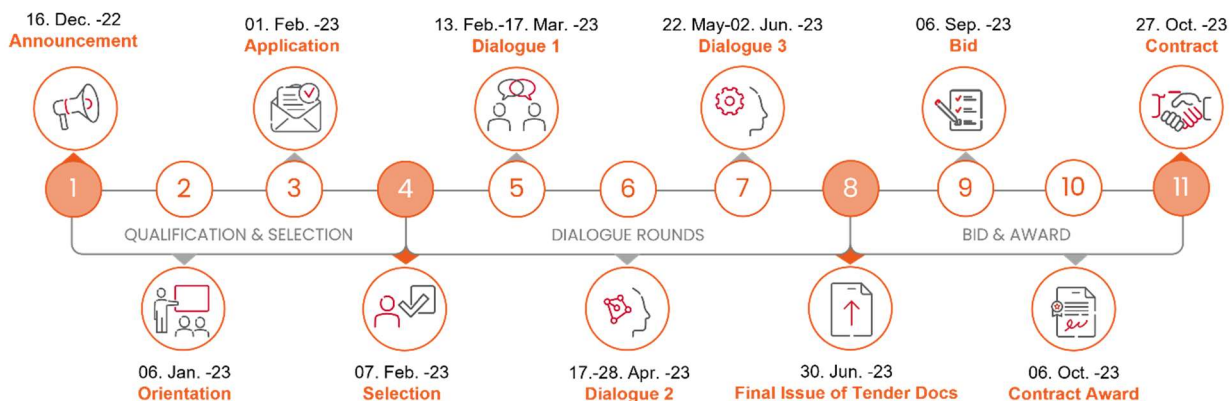 16. Dec. -22
Announcement
01. Feb. -23
Application
13. Feb.-17. Mar. -23
Dialogue 1
22. May-02. Jun. -23
Dialogue 3
06. Sep. -23
Bid
27. Oct. -23
Contract
1
2
3
4
5
6
7
8
9
10
11
QUALIFICATION & SELECTION
DIALOGUE ROUNDS
BID & AWARD
06. Jan. -23
Orientation
07. Feb. -23
Selection
17.-28. Apr. -23
Dialogue 2
30. Jun. -23
Final Issue of Tender Docs
06. Oct. -23
Contract Award